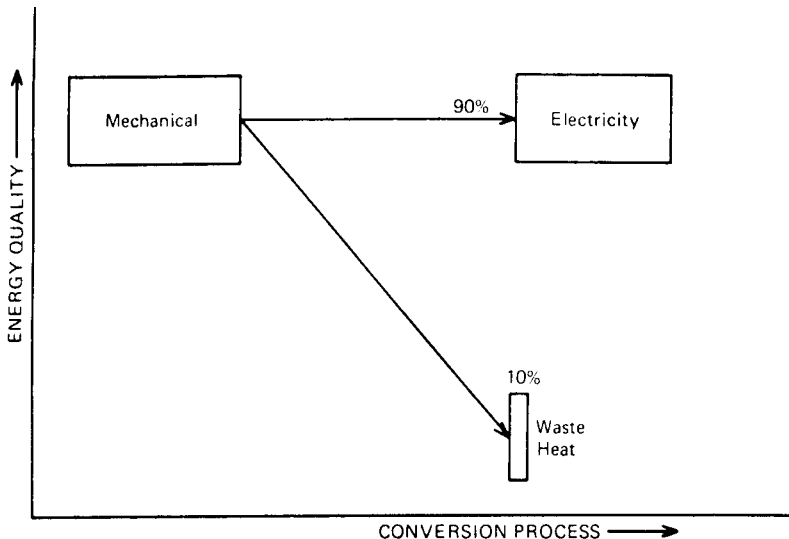 ENERGY QUALITY
Mechanical
90%
Electricity
10%
Waste
Heat
CONVERSION PROCESS